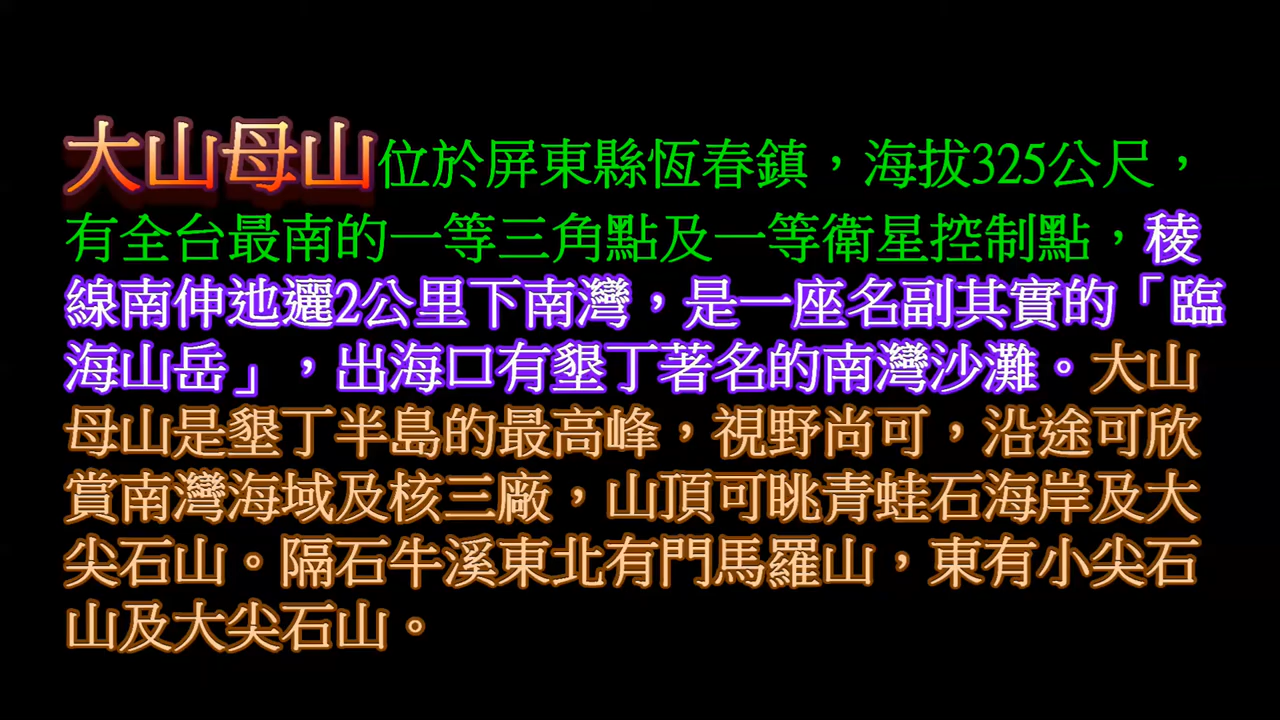 大山母山位於屏東縣恆春鎮，海拔325公尺，
有全台最南的一等三角點及一等衛星控制點，稜
線南伸迆邐2公里下南灣，是一座名副其實的「臨
海山岳」，出海口有墾丁著名的南灣沙灘。大山
母山是墾丁半島的最高峰，視野尚可，沿途可欣
賞南灣海域及核三廠，山頂可眺青蛙石海岸及大
尖石山。隔石牛溪東北有門馬羅山，東有小尖石
山及大尖石山。